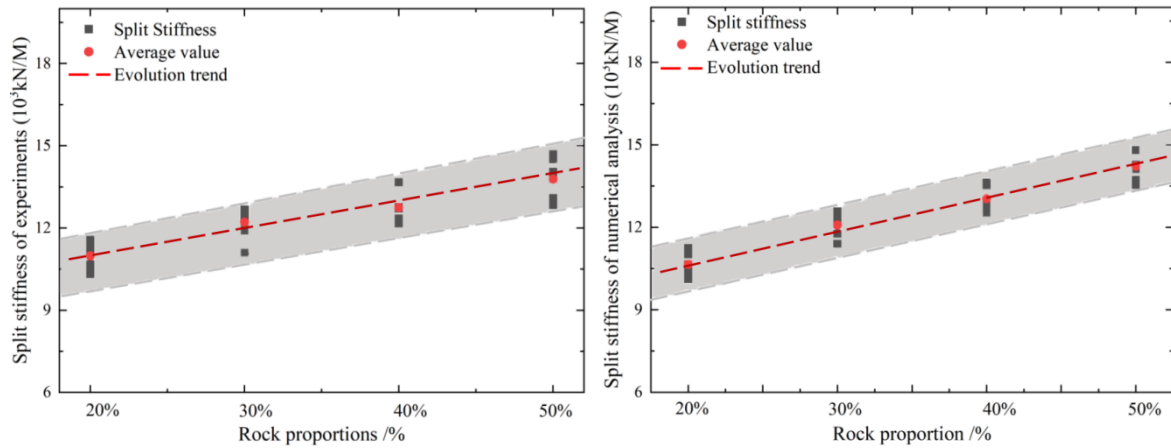 Split stiffness of experiments (10³kN/M)
18
15
12
9
6
Split Stiffness
Average value
Evolution trend
20% 30% 40% 50%
Rock proportions /%
Split stiffness of numerical analysis (10³kN/M)
18
15
12
9
6
Split stiffness
Average value
Evolution trend
20% 30% 40% 50%
Rock proportion /%